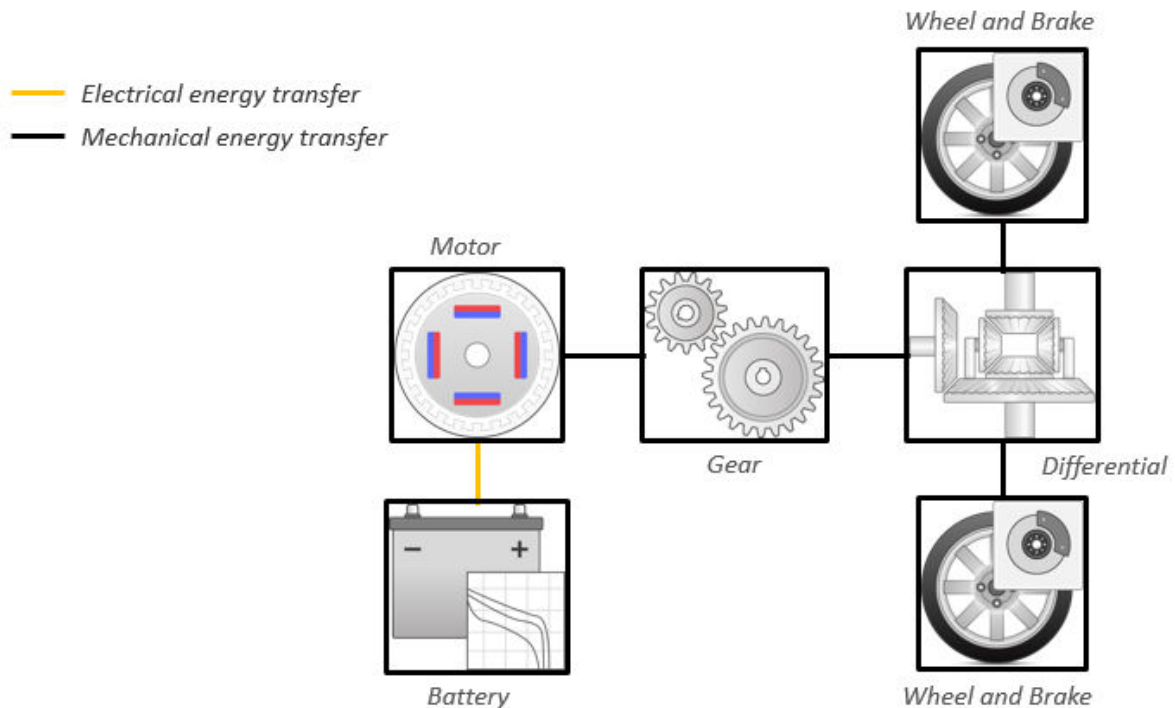 Wheel and Brake
Electrical energy transfer
Mechanical energy transfer
Motor
Gear
Differential
− +
Battery
Wheel and Brake